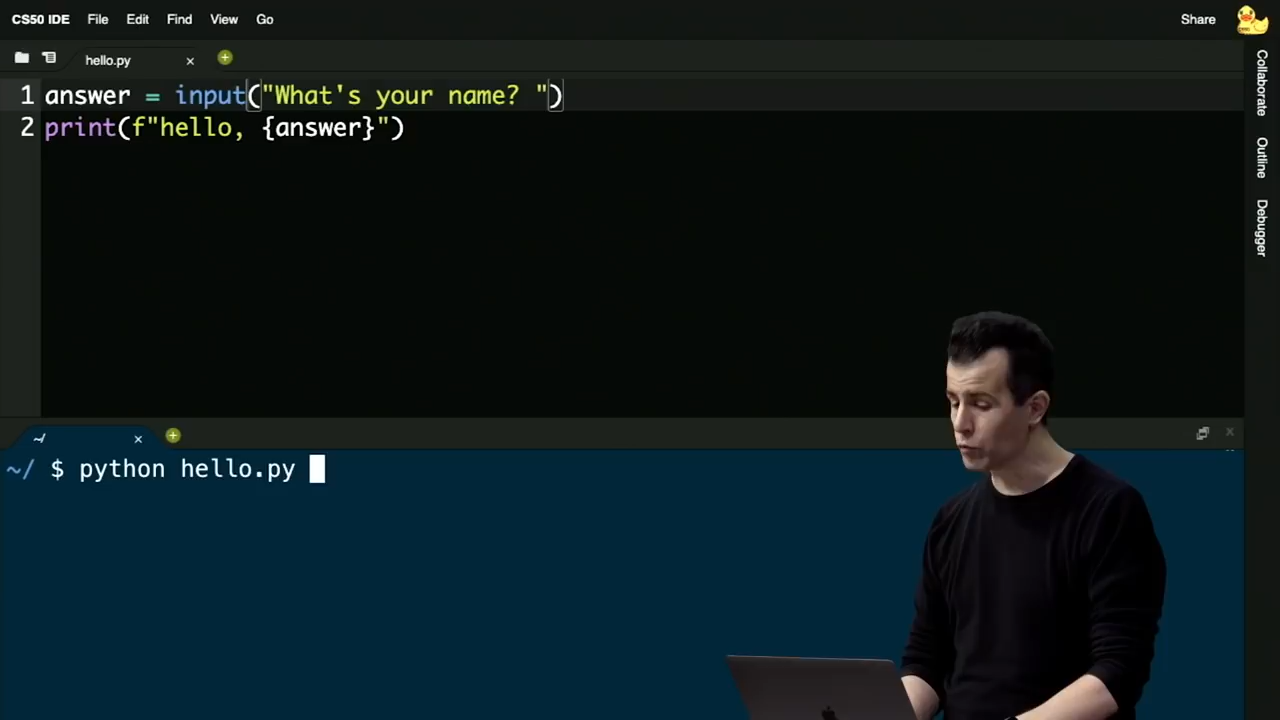 CS50 IDE File Edit Find View Go Share
hello.py
1 answer = input("What's your name? ")
2 print(f"hello, {answer}")
Collaborate
Outline
Debugger
~/
~/ $ python hello.py